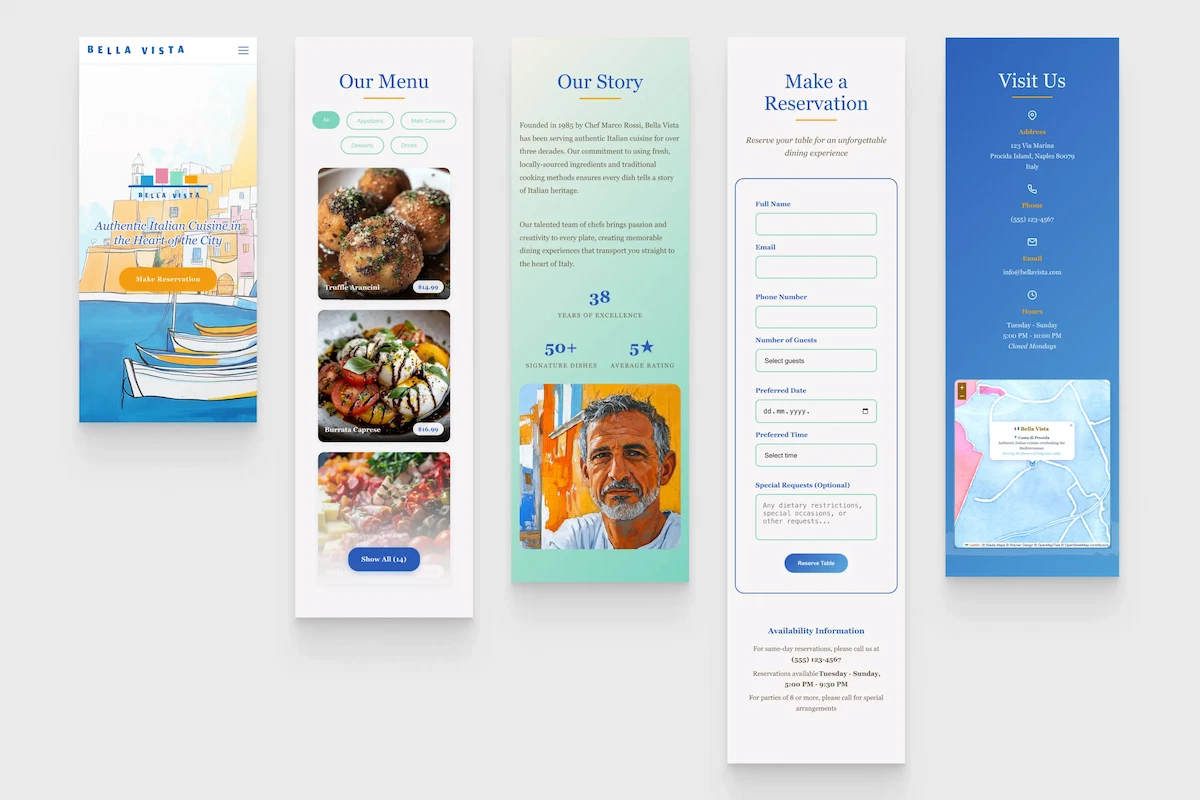 BELLA VISTA
BELLA VISTA
Authentic Italian Cuisine in
the Heart of the City
Make Reservation
Our Menu
All
Appetizers
Main Courses
Desserts
Drinks
Truffle Arancini
$14.99
Burrata Caprese
$16.99
Show All (14)
Our Story
Founded in 1985 by Chef Marco Rossi, Bella Vista
has been serving authentic Italian cuisine for over
three decades. Our commitment to using fresh,
locally-sourced ingredients and traditional
cooking methods ensures every dish tells a story
of Italian heritage.
Our talented team of chefs brings passion and
creativity to every plate, creating memorable
dining experiences that transport you straight to
the heart of Italy.
38
YEARS OF EXCELLENCE
50+
SIGNATURE DISHES
5★
AVERAGE RATING
Make a
Reservation
Reserve your table for an unforgettable
dining experience
Full Name
Email
Phone Number
Number of Guests
Select guests
Preferred Date
dd.mm.yyyy.
Preferred Time
Select time
Special Requests (Optional)
Any dietary restrictions,
special occasions, or
other requests...
Reserve Table
Availability Information
For same-day reservations, please call us at
(555) 123-4567
Reservations available Tuesday - Sunday,
5:00 PM - 9:30 PM
For parties of 8 or more, please call for special
arrangements
Visit Us
Address
123 Via Marina
Procida Island, Naples 80079
Italy
Phone
(555) 123-4567
Email
info@bellavista.com
Hours
Tuesday - Sunday
5:00 PM - 10:00 PM
Closed Mondays
+
−
Bella Vista
Authentic Italian cuisine overlooking the
Mediterranean